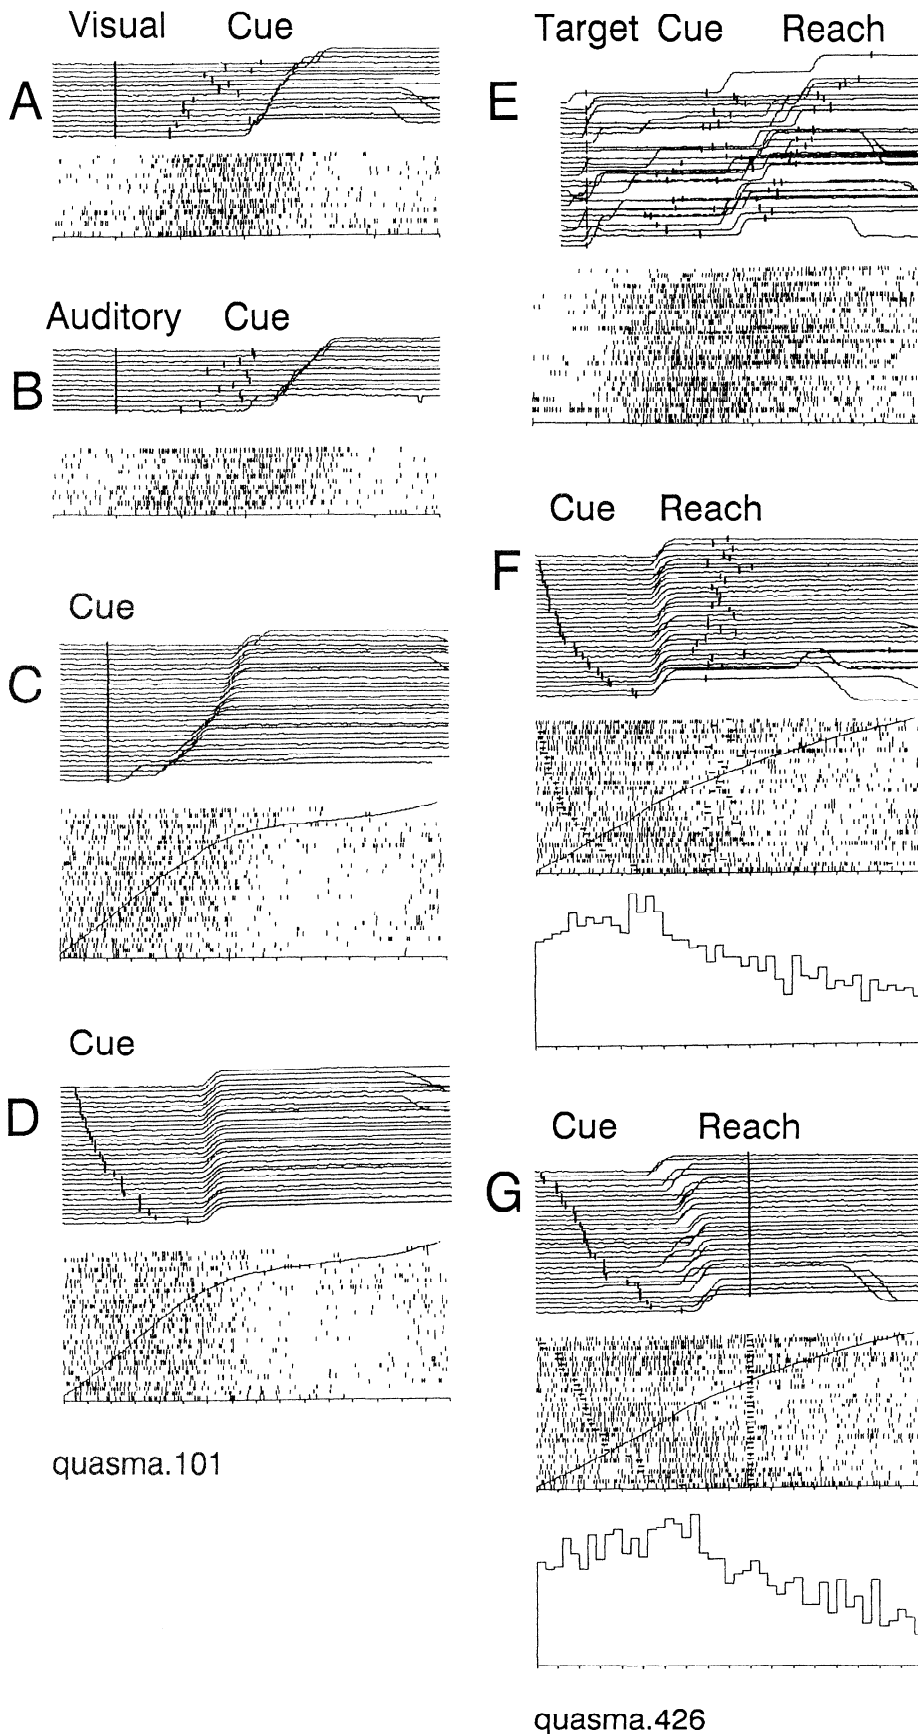 Visual Cue
A
Auditory Cue
B
Cue
C
Cue
D
quasma.101
Target Cue Reach
E
Cue Reach
F
Cue Reach
G
quasma.426